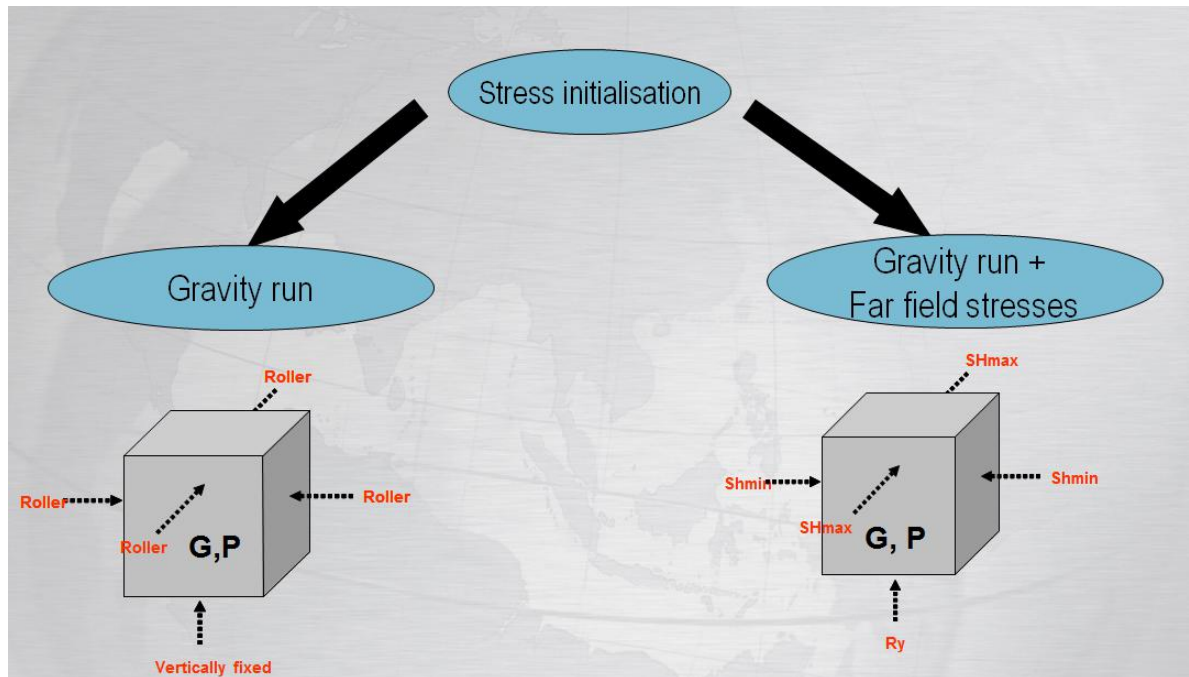 Stress initialisation
Gravity run
Gravity run +
Far field stresses
Roller
Roller
Roller
Roller
G,P
Vertically fixed
SHmax
Shmin
Shmin
SHmax
G, P
Ry